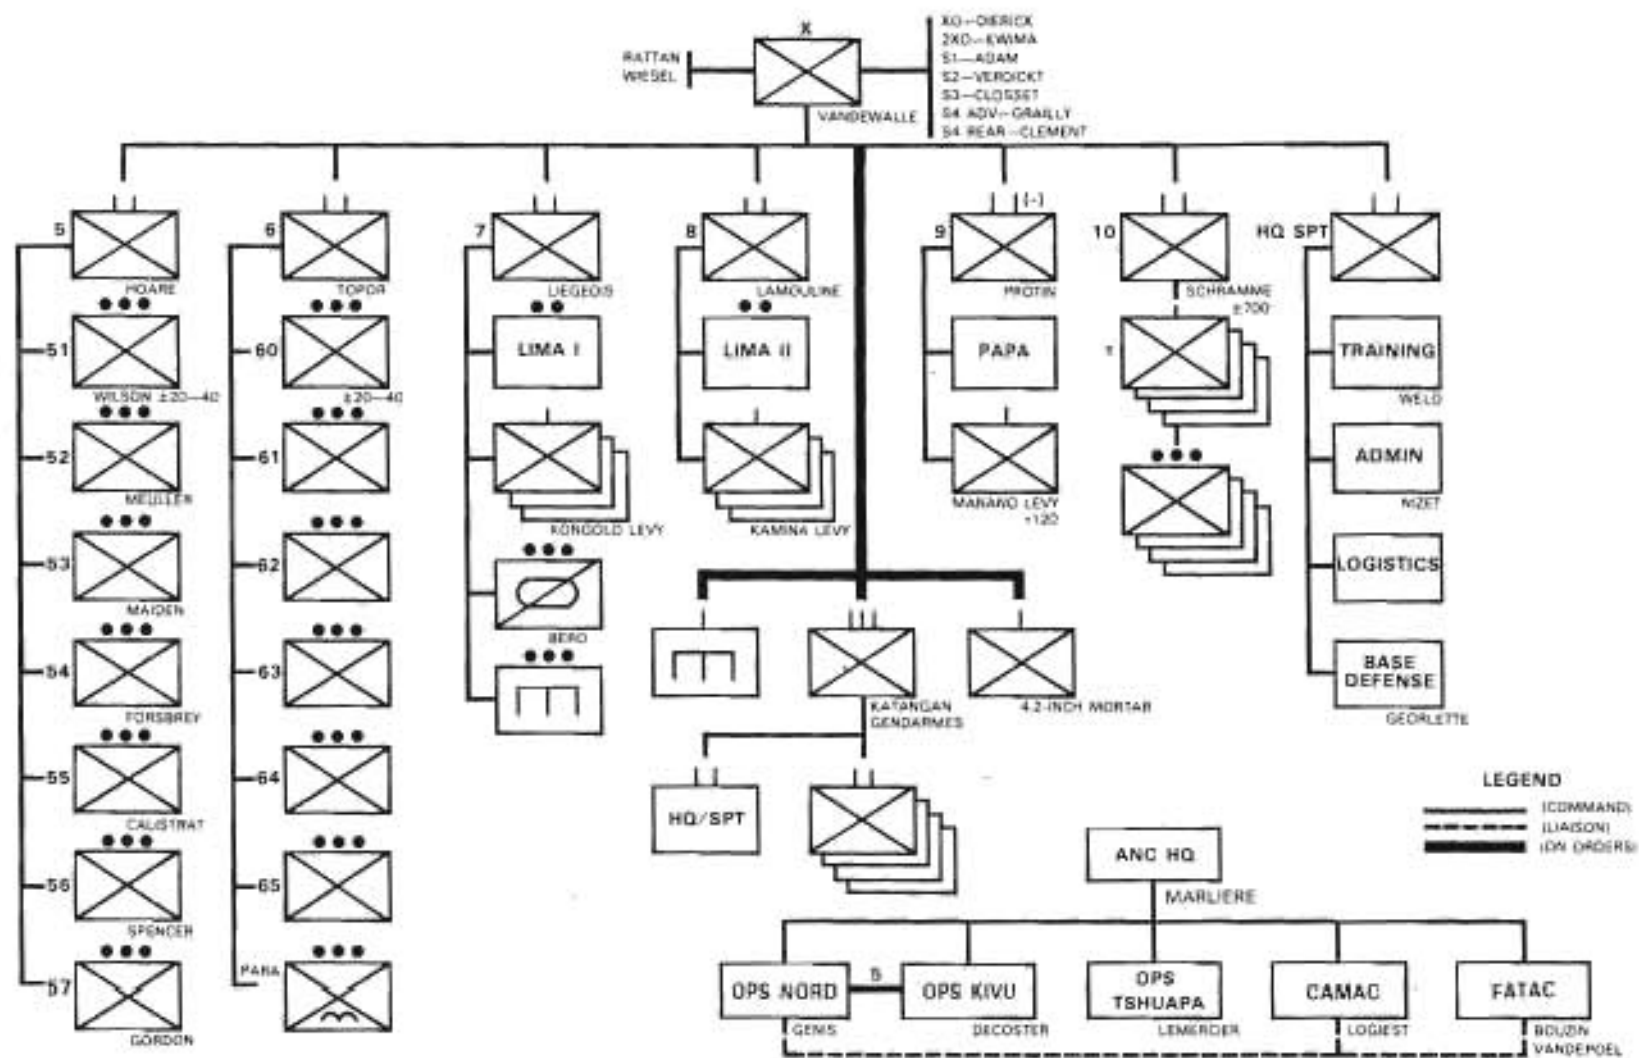 X
RATTAN
WIESEL
XO—DIERICX
2XO—KWIMA
S1—ADAM
S2—VERDICKT
S3—CLOSSET
S4 ADV—GRAILLY
S4 REAR—CLEMENT
VANDEWALLE
5
HOARE
51
WILSON ±20—40
52
MEULLER
53
MAIDEN
54
FORSBREY
55
CALISTRAT
56
SPENCER
57
GORDON
6
TOPOR
60
±20—40
61
62
63
64
65
PARA
7
LIEGEOIS
LIMA I
KONGOLO LEVY
BERO
8
LAMOULINE
LIMA II
KAMINA LEVY
9
(-)
PROTIN
PAPA
MANANO LEVY
±120
10
SCHRAMME
±700
HQ SPT
TRAINING
WELO
ADMIN
NIZET
LOGISTICS
BASE
DEFENSE
GEORLETTE
KATANGAN
GENDARMES
4.2-INCH MORTAR
HQ/SPT
LEGEND
(COMMAND)
(LIAISON)
(ON ORDERS)
ANC HQ
MARLIERE
OPS NORD
5
OPS KIVU
OPS
TSHUAPA
CAMAC
FATAC
GENIS
DECOSTER
LEMERCIER
LOGIEST
BOUZIN
VANDEPOEL